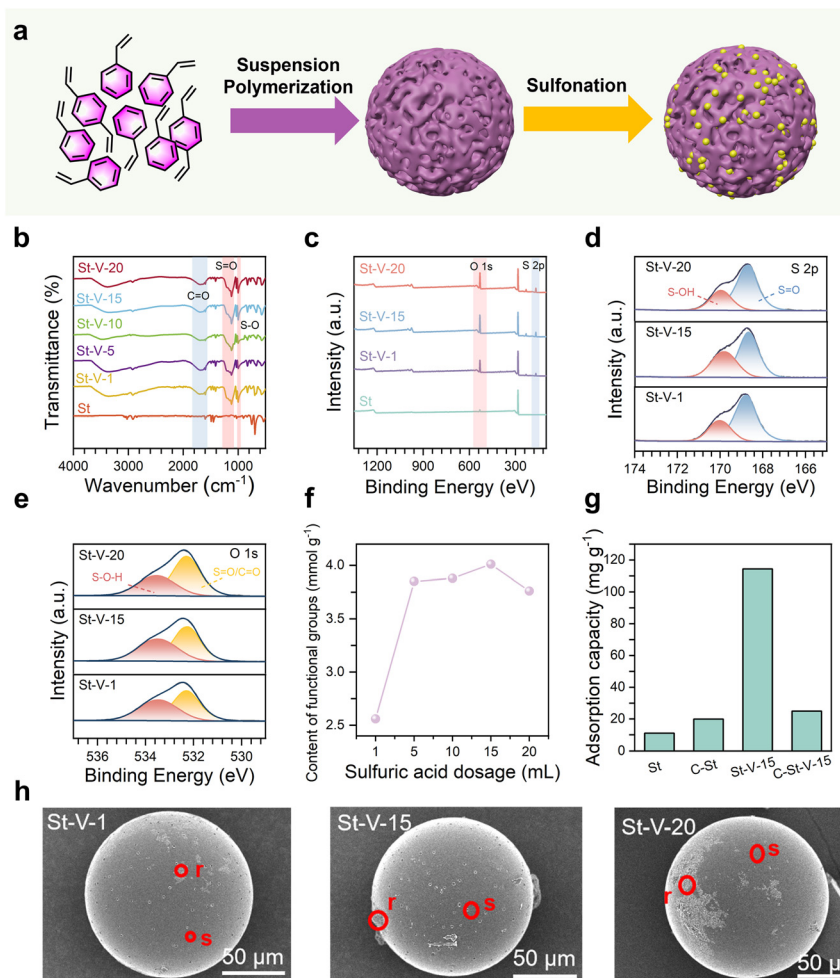 a
Suspension
Polymerization
Sulfonation
b
St-V-20
S=O
St-V-15
C=O
St-V-10
S-O
St-V-5
St-V-1
St
Transmittance (%)
4000 3000 2000 1000
Wavenumber (cm⁻¹)
c
O 1s S 2p
St-V-20
St-V-15
St-V-1
St
Intensity (a.u.)
1200 900 600 300
Binding Energy (eV)
d
St-V-20 S 2p
S-OH S=O
St-V-15
St-V-1
Intensity (a.u.)
174 172 170 168 166
Binding Energy (eV)
e
St-V-20 O 1s
S-O-H S=O/C=O
St-V-15
St-V-1
Intensity (a.u.)
536 534 532 530
Binding Energy (eV)
f
Content of functional groups (mmol g⁻¹)
4.0
3.5
3.0
2.5
1 5 10 15 20
Sulfuric acid dosage (mL)
g
Adsorption capacity (mg g⁻¹)
120
100
80
60
40
20
0
St C-St St-V-15 C-St-V-15
h
St-V-1
r
s
50 μm
St-V-15
r
s
50 μm
St-V-20
s
r
50 μm